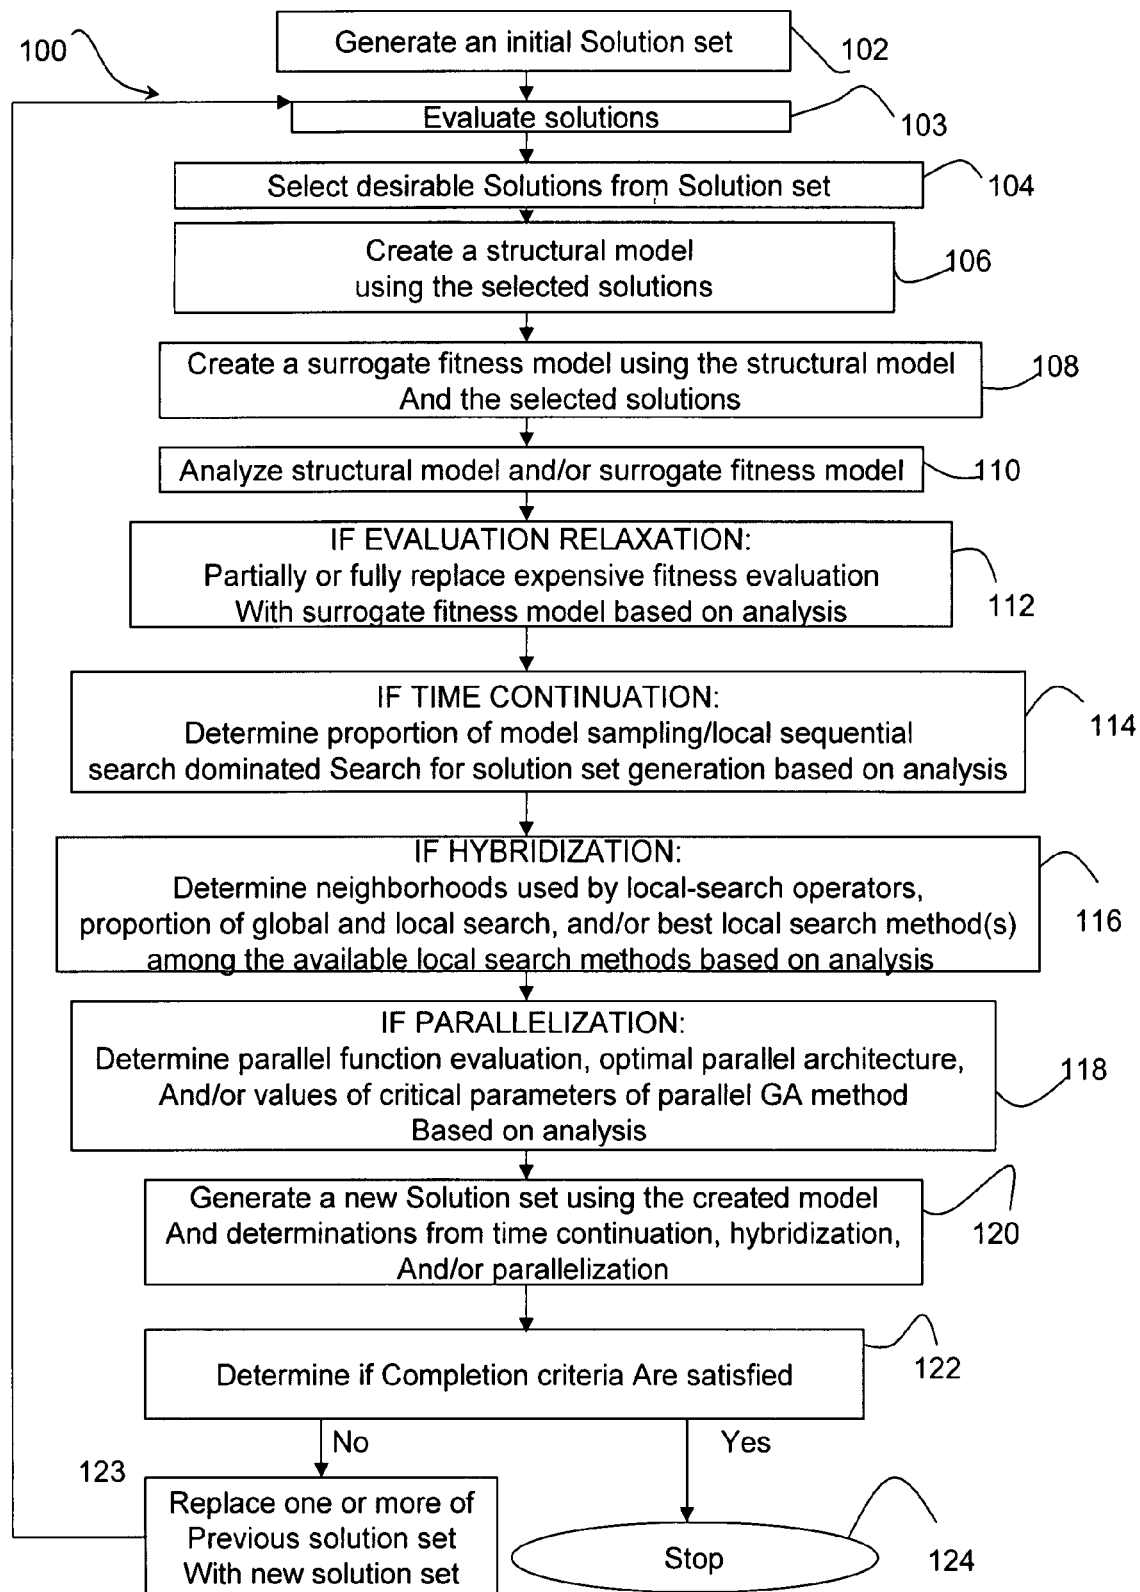 100
Generate an initial Solution set
102
Evaluate solutions
103
Select desirable Solutions from Solution set
104
Create a structural model
using the selected solutions
106
Create a surrogate fitness model using the structural model
And the selected solutions
108
Analyze structural model and/or surrogate fitness model
110
IF EVALUATION RELAXATION:
Partially or fully replace expensive fitness evaluation
With surrogate fitness model based on analysis
112
IF TIME CONTINUATION:
Determine proportion of model sampling/local sequential
search dominated Search for solution set generation based on analysis
114
IF HYBRIDIZATION:
Determine neighborhoods used by local-search operators,
proportion of global and local search, and/or best local search method(s)
among the available local search methods based on analysis
116
IF PARALLELIZATION:
Determine parallel function evaluation, optimal parallel architecture,
And/or values of critical parameters of parallel GA method
Based on analysis
118
Generate a new Solution set using the created model
And determinations from time continuation, hybridization,
And/or parallelization
120
Determine if Completion criteria Are satisfied
122
No
Yes
123
Replace one or more of
Previous solution set
With new solution set
Stop
124